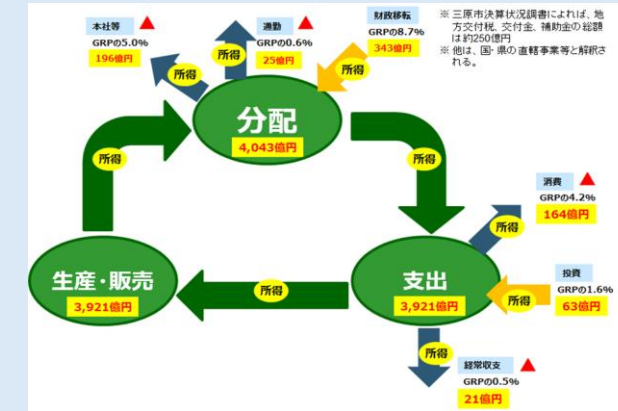 本社等 ▲
GRPの5.0%
196億円
通勤 ▲
GRPの0.6%
25億円
財政移転
GRPの8.7%
343億円
※ 三原市決算状況調書によれば、地
方交付税、交付金、補助金の総額
は約250億円
※ 他は、国・県の直轄事業等と解釈さ
れる。
所得
所得
所得
分配
4,043億円
所得
所得
消費 ▲
GRPの4.2%
164億円
所得
生産・販売
3,921億円
所得
支出
3,921億円
所得
投資
GRPの1.6%
63億円
所得
経常収支 ▲
GRPの0.5%
21億円